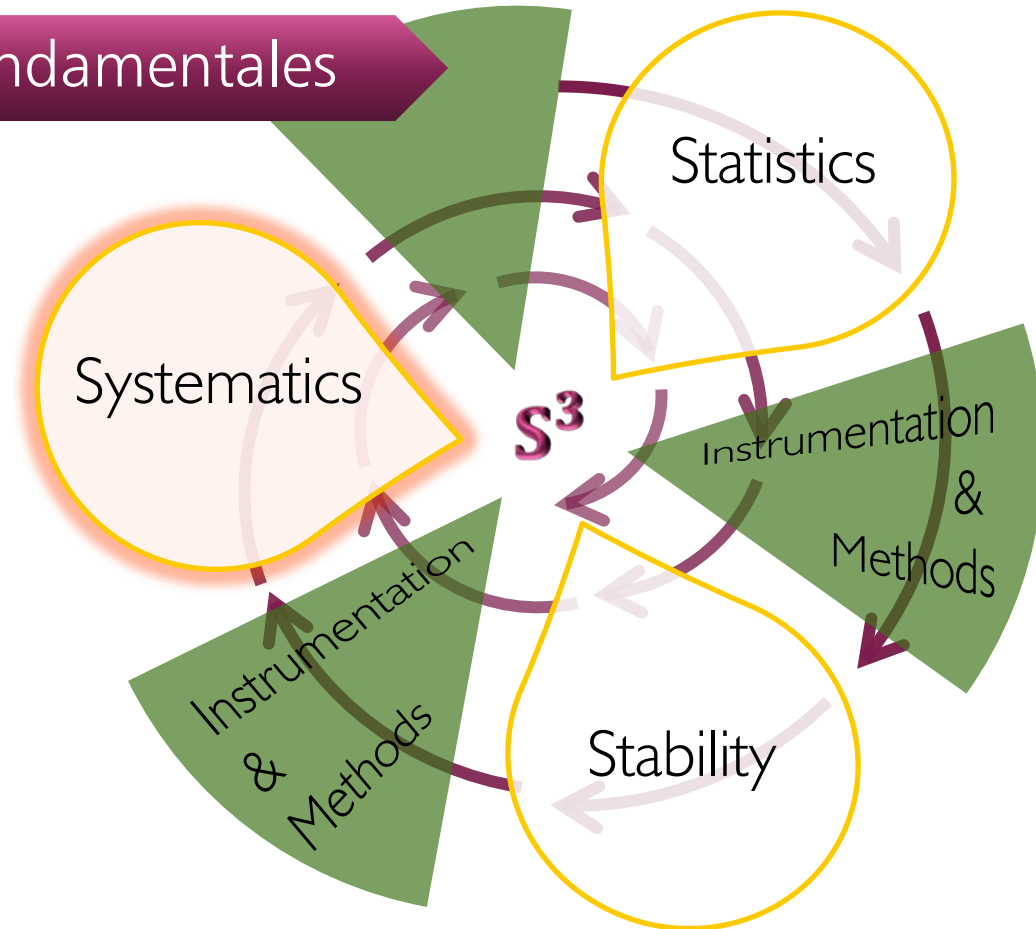 ndamentales
Statistics
Systematics
S³
Instrumentation
&
Methods
Instrumentation
&
Methods
Stability